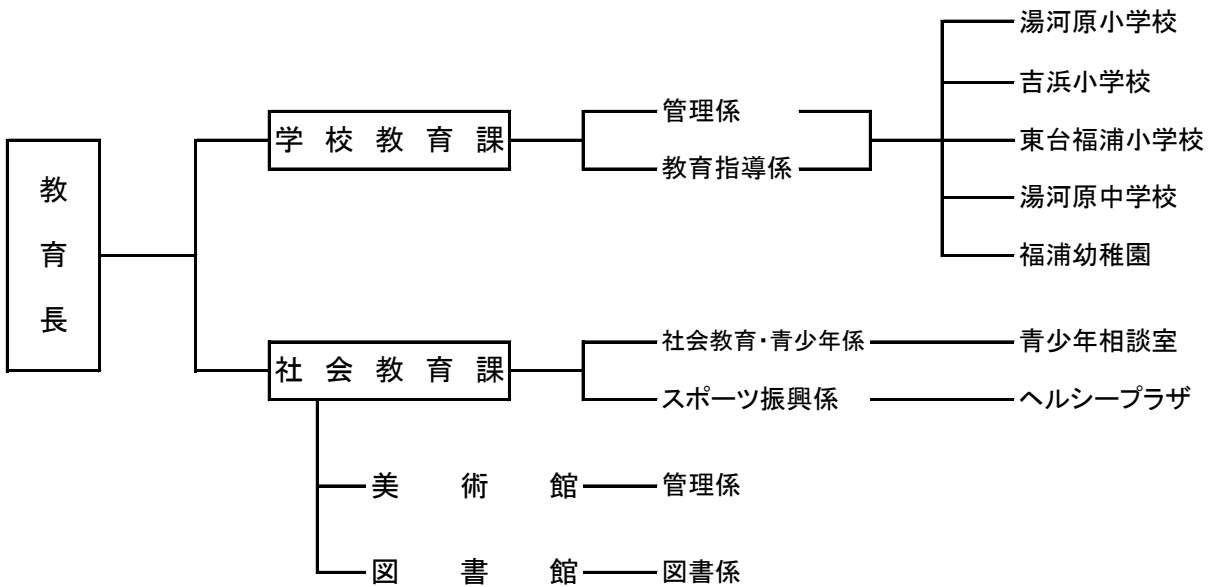 教育長
学校教育課
管理係
教育指導係
湯河原小学校
吉浜小学校
東台福浦小学校
湯河原中学校
福浦幼稚園
社会教育課
社会教育・青少年係
青少年相談室
スポーツ振興係
ヘルシープラザ
美術館
管理係
図書館
図書係